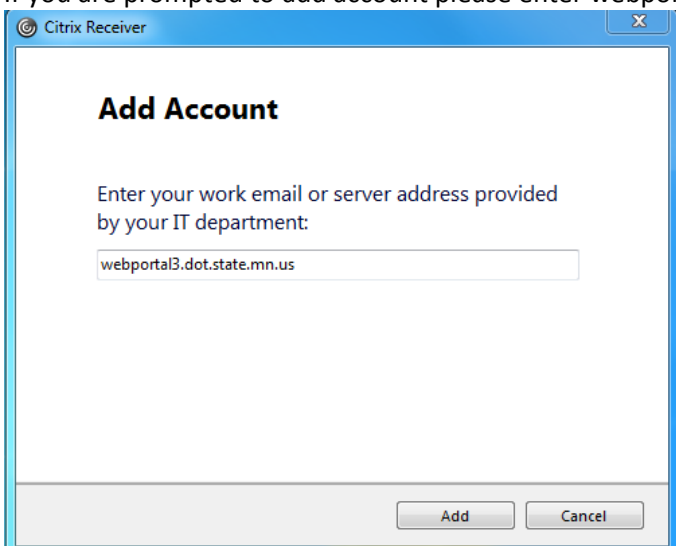 If you are prompted to add account please enter webpor
Citrix Receiver
X
Add Account
Enter your work email or server address provided
by your IT department:
webportal3.dot.state.mn.us
Add
Cancel